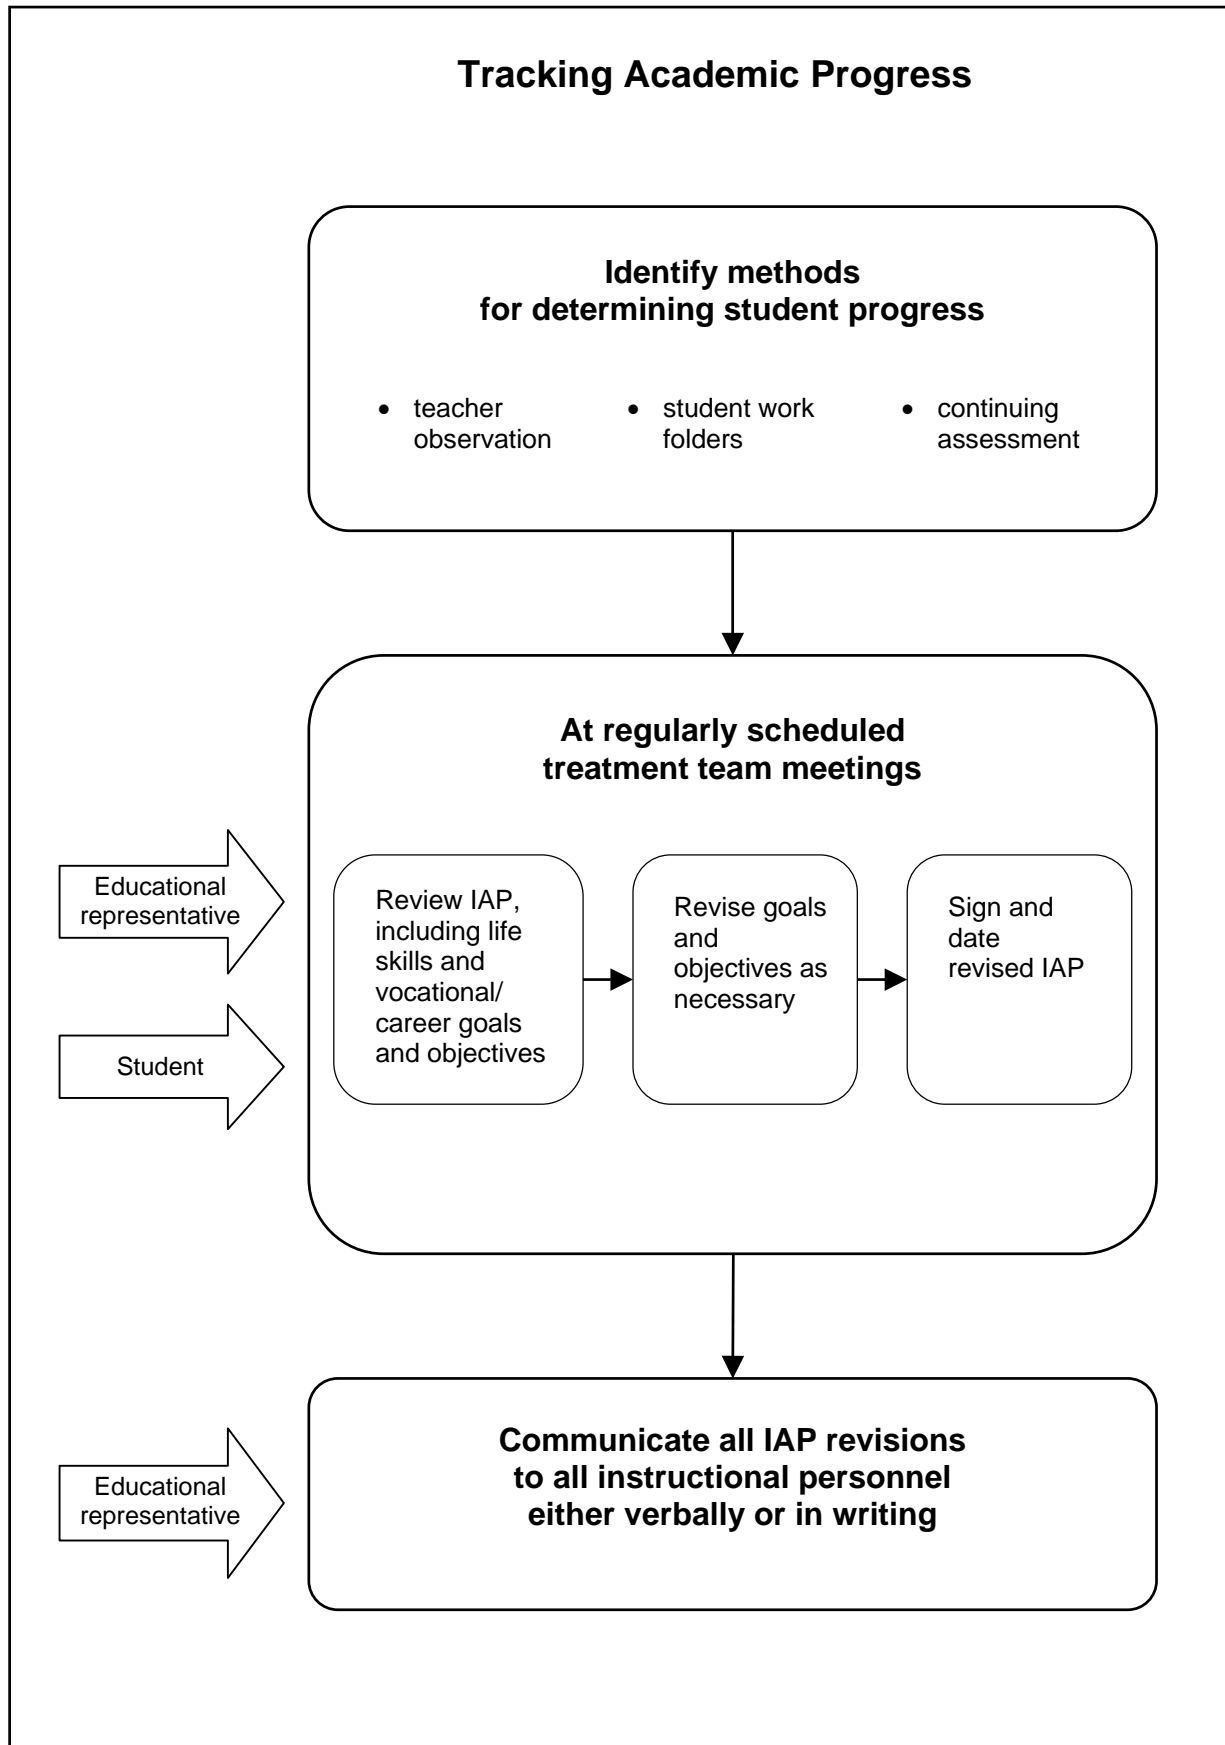 Tracking Academic Progress
Identify methods
for determining student progress
• teacher
observation
• student work
folders
• continuing
assessment
At regularly scheduled
treatment team meetings
Educational
representative
Student
Review IAP,
including life
skills and
vocational/
career goals
and objectives
Revise goals
and
objectives as
necessary
Sign and
date
revised IAP
Educational
representative
Communicate all IAP revisions
to all instructional personnel
either verbally or in writing